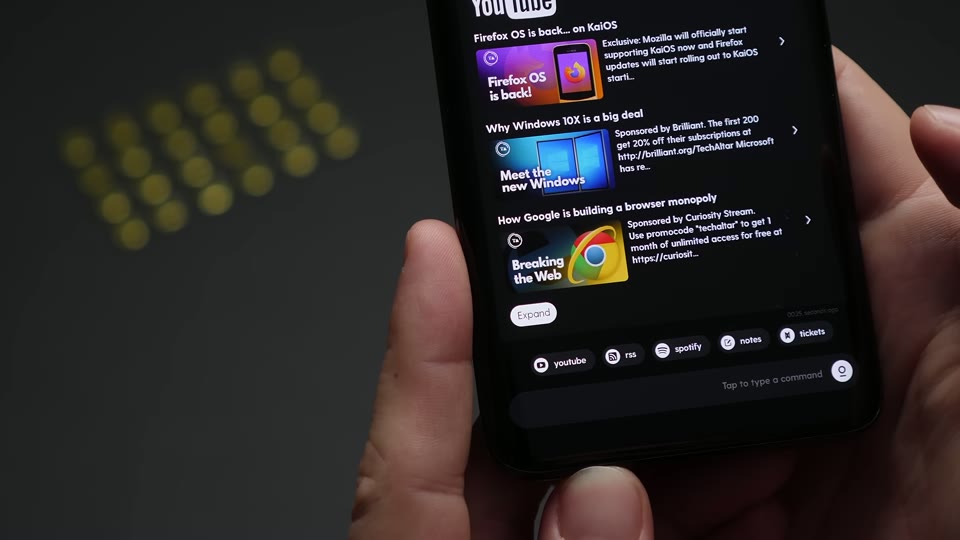 YouTube
Firefox OS is back... on KaiOS
Firefox OS
is back!
Exclusive: Mozilla will officially start
supporting KaiOS now and Firefox
updates will start rolling out to KaiOS
starti...
Why Windows 10X is a big deal
Meet the
new Windows
Sponsored by Brilliant. The first 200
get 20% off their subscriptions at
http://brilliant.org/TechAltar Microsoft
has re...
How Google is building a browser monopoly
Breaking
the Web
Sponsored by Curiosity Stream.
Use promocode "techaltar" to get 1
month of unlimited access for free at
https://curiosit...
Expand
seconds ago
youtube
rss
spotify
notes
tickets
Tap to type a command